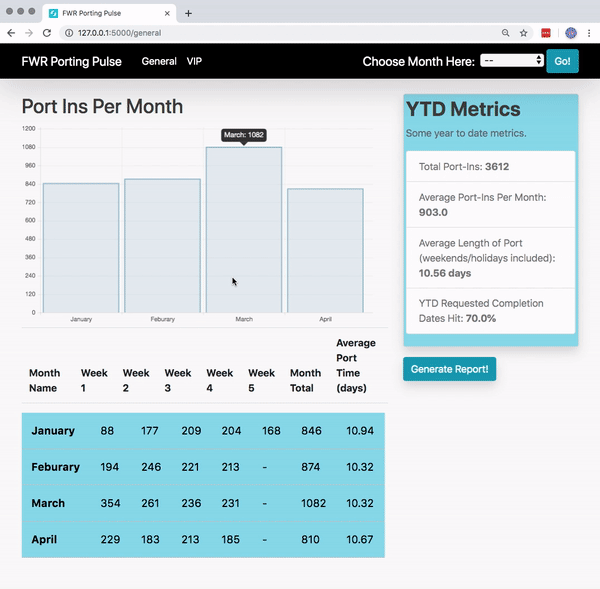 FWR Porting Pulse
127.0.0.1:5000/general
FWR Porting Pulse
General
VIP
Choose Month Here:
--
Go!
Port Ins Per Month
1200
1080
960
840
720
600
480
360
240
120
0
March: 1082
January
Feburary
March
April
YTD Metrics
Some year to date metrics.
Total Port-Ins: 3612
Average Port-Ins Per Month:
903.0
Average Length of Port
(weekends/holidays included):
10.56 days
YTD Requested Completion
Dates Hit: 70.0%
Generate Report!
Month Name Week 1 Week 2 Week 3 Week 4 Week 5 Month Total Average Port Time (days)
January 88 177 209 204 168 846 10.94
Feburary 194 246 221 213 - 874 10.32
March 354 261 236 231 - 1082 10.32
April 229 183 213 185 - 810 10.67